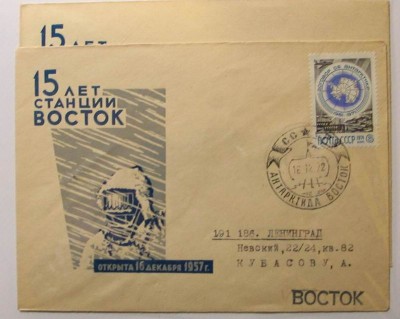 15 ЛЕТ
15 ЛЕТ
СТАНЦИИ
ВОСТОК
ОТКРЫТА 16 ДЕКАБРЯ 1957 г.
ПОЧТА СССР
СССР
АНТАРКТИДА ВОСТОК
191 186. ЛЕНИНГРАД
Невский,22/24,кв.82
КУБАСОВУ,А.
ВОСТОК